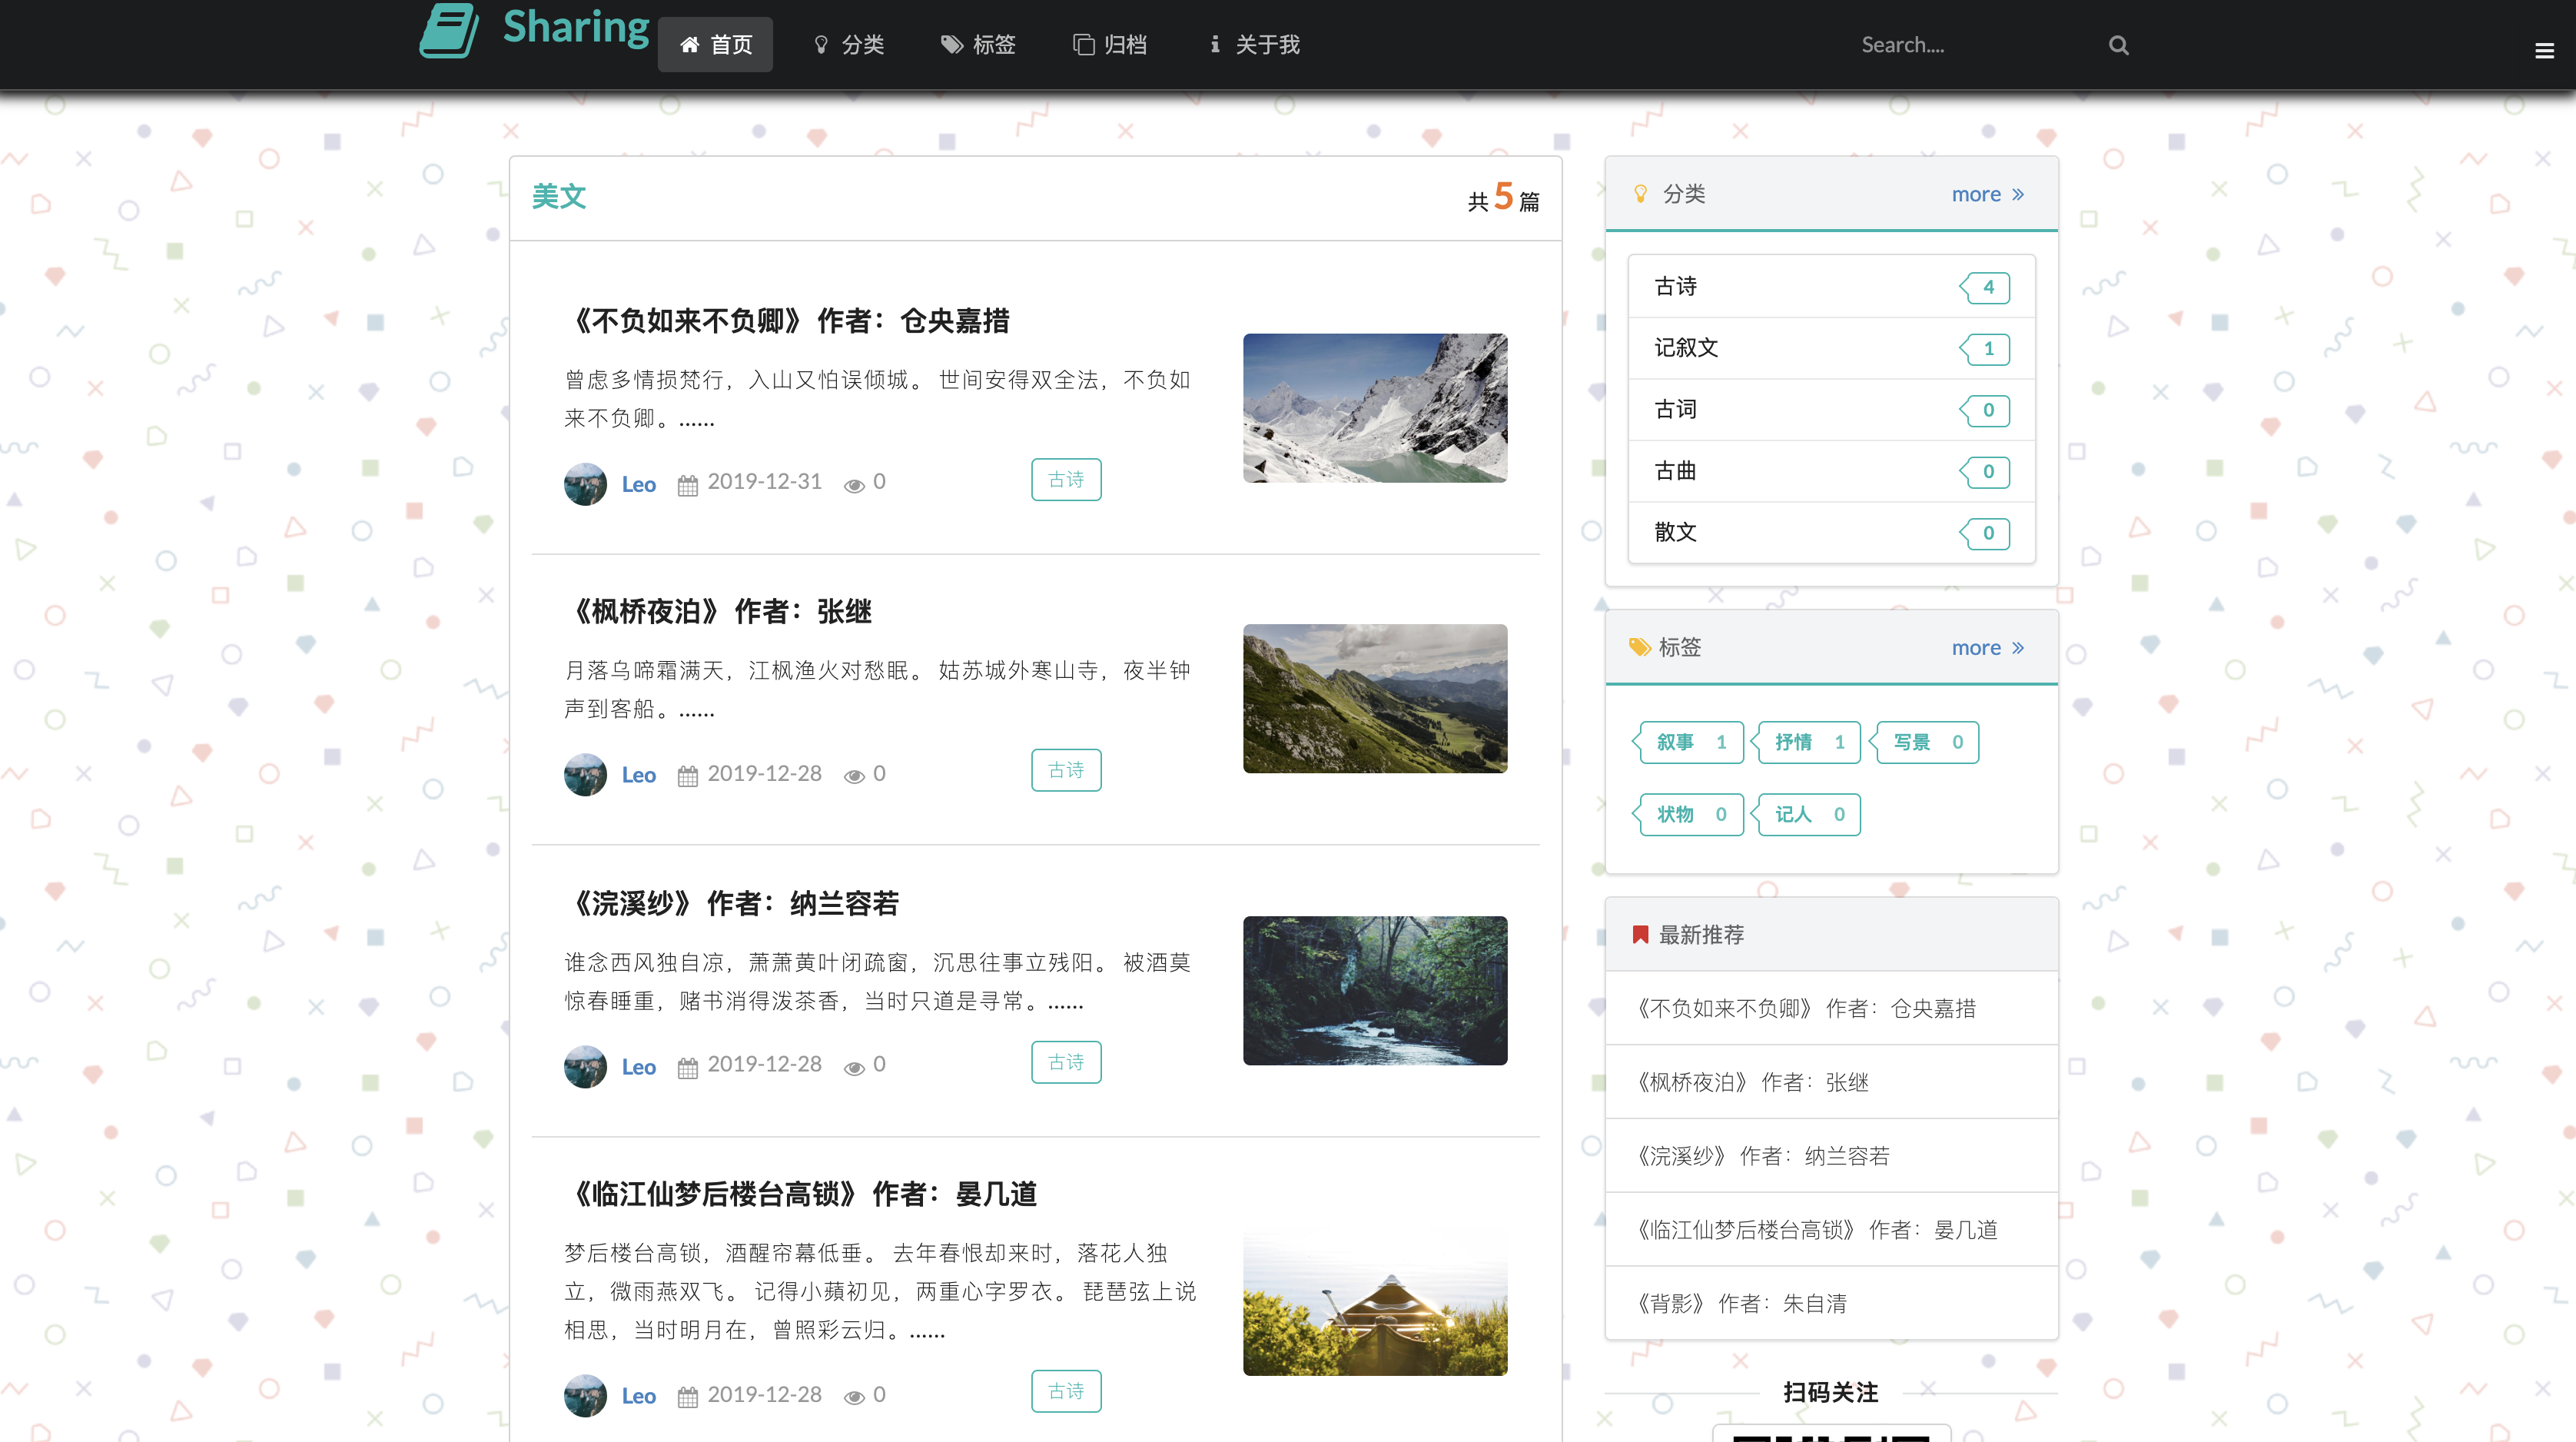 Sharing
首页
分类
标签
归档
关于我
Search....
美文
共 5 篇
《不负如来不负卿》 作者：仓央嘉措
曾虑多情损梵行，入山又怕误倾城。 世间安得双全法，不负如
来不负卿。......
Leo 2019-12-31 0 古诗
《枫桥夜泊》 作者：张继
月落乌啼霜满天，江枫渔火对愁眠。 姑苏城外寒山寺，夜半钟
声到客船。......
Leo 2019-12-28 0 古诗
《浣溪纱》 作者：纳兰容若
谁念西风独自凉，萧萧黄叶闭疏窗，沉思往事立残阳。 被酒莫
惊春睡重，赌书消得泼茶香，当时只道是寻常。......
Leo 2019-12-28 0 古诗
《临江仙梦后楼台高锁》 作者：晏几道
梦后楼台高锁，酒醒帘幕低垂。 去年春恨却来时，落花人独
立，微雨燕双飞。 记得小蘋初见，两重心字罗衣。 琵琶弦上说
相思，当时明月在，曾照彩云归。......
Leo 2019-12-28 0 古诗
分类 more
古诗 4
记叙文 1
古词 0
古曲 0
散文 0
标签 more
叙事 1 抒情 1 写景 0
状物 0 记人 0
最新推荐
《不负如来不负卿》 作者：仓央嘉措
《枫桥夜泊》 作者：张继
《浣溪纱》 作者：纳兰容若
《临江仙梦后楼台高锁》 作者：晏几道
《背影》 作者：朱自清
扫码关注